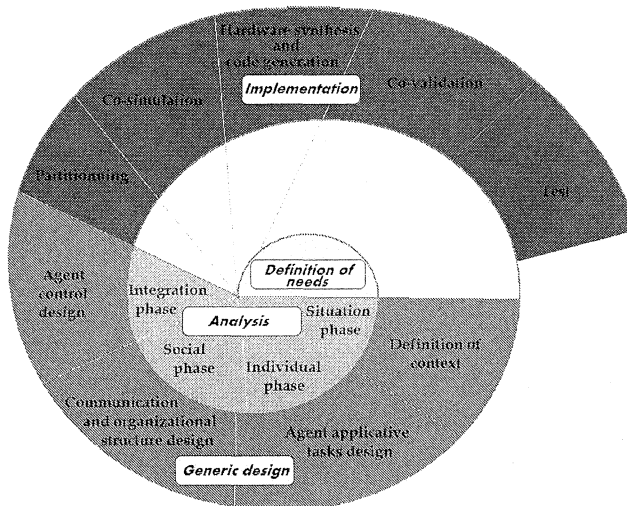 Hardware synthesis
and
code generation
Implementation
Co-simulation
Co-validation
Partitionning
Test
Definition of
needs
Agent
control
design
Integration
phase
Analysis
Situation
phase
Social
phase
Individual
phase
Definition of
context
Communication
and organizational
structure design
Agent applicative
tasks design
Generic design